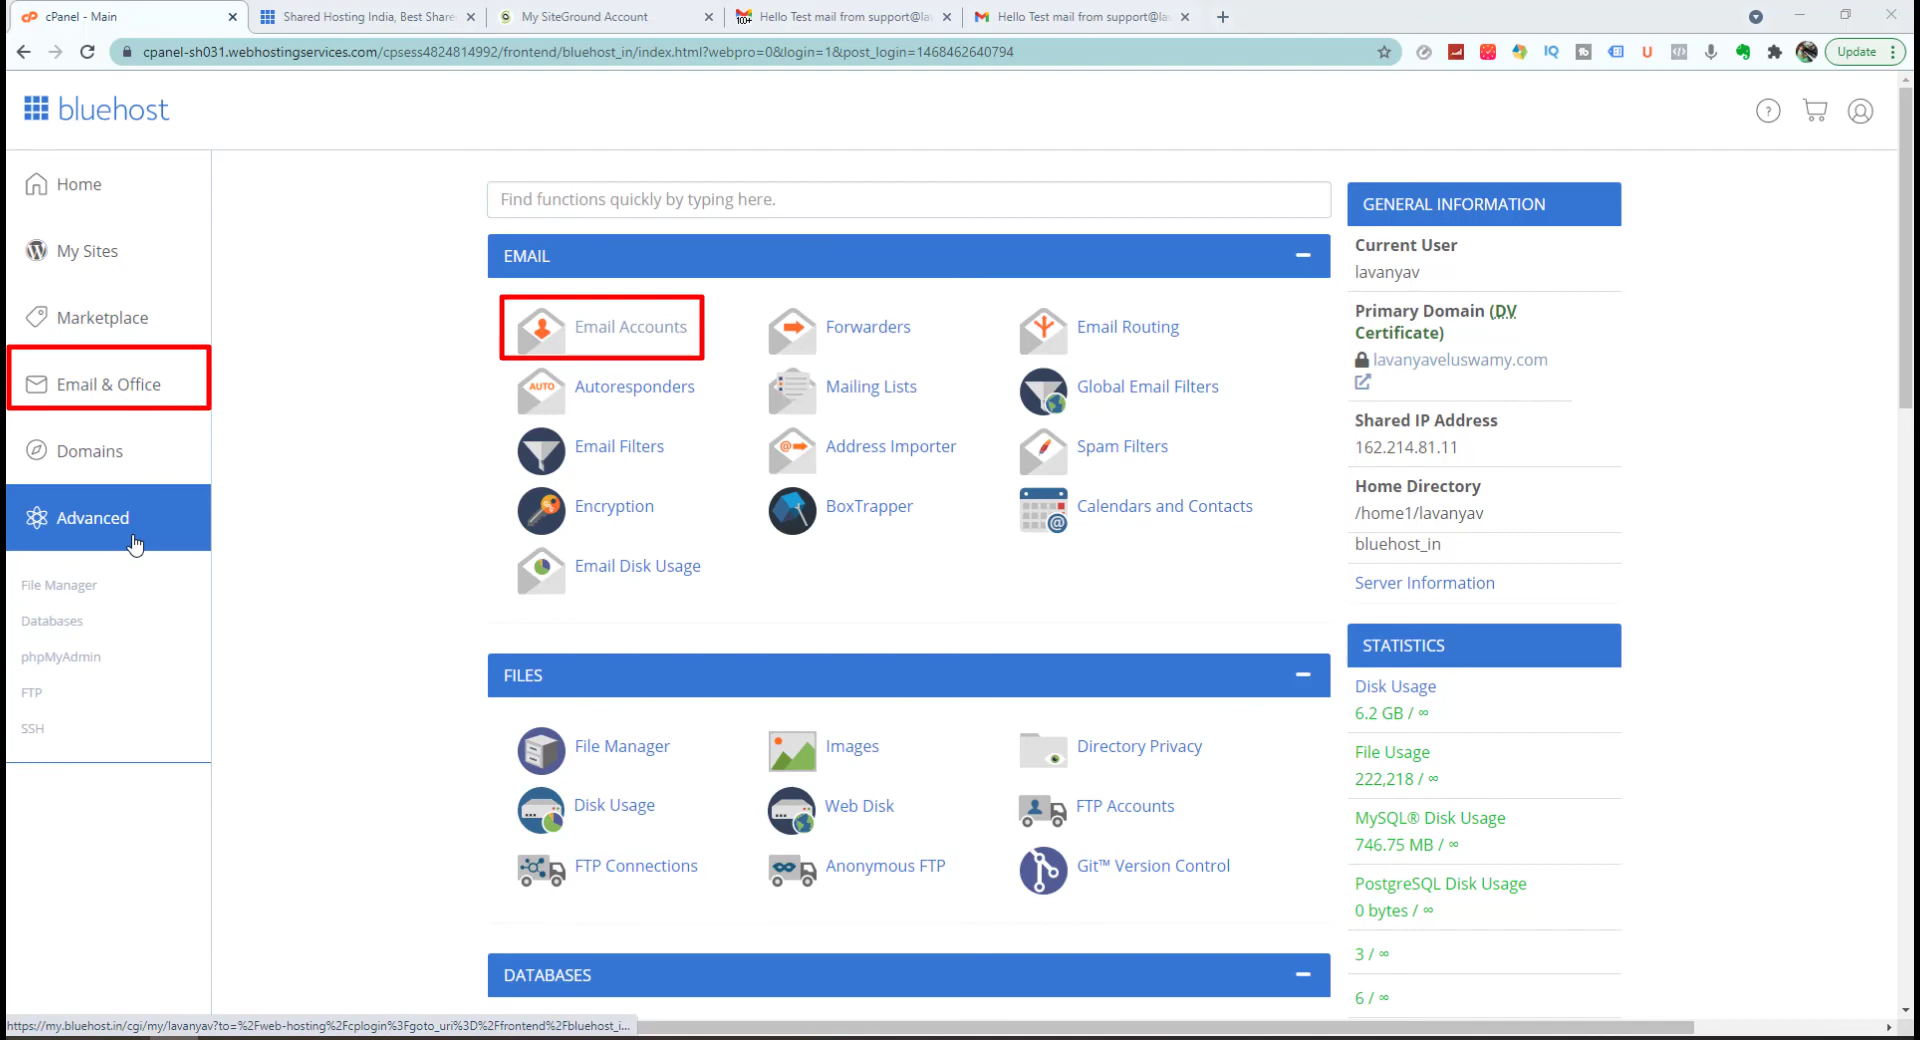 cPanel - Main
Shared Hosting India, Best Share
My SiteGround Account
100+
Hello Test mail from support@la
Hello Test mail from support@la
cpanel-sh031.webhostingservices.com/cpsess4824814992/frontend/bluehost_in/index.html?webpro=0&login=1&post_login=1468462640794
IQ
U
Update
bluehost
?
Home
My Sites
Marketplace
Email & Office
Domains
Advanced
File Manager
Databases
phpMyAdmin
FTP
SSH
Find functions quickly by typing here.
EMAIL
Email Accounts
Forwarders
Email Routing
AUTO
Autoresponders
Mailing Lists
Global Email Filters
Email Filters
Address Importer
Spam Filters
Encryption
BoxTrapper
Calendars and Contacts
Email Disk Usage
FILES
File Manager
Images
Directory Privacy
Disk Usage
Web Disk
FTP Accounts
FTP Connections
Anonymous FTP
Git™ Version Control
DATABASES
GENERAL INFORMATION
Current User
lavanyav
Primary Domain (DV
Certificate)
lavanyaveluswamy.com
Shared IP Address
162.214.81.11
Home Directory
/home1/lavanyav
bluehost_in
Server Information
STATISTICS
Disk Usage
6.2 GB / ∞
File Usage
222,218 / ∞
MySQL® Disk Usage
746.75 MB / ∞
PostgreSQL Disk Usage
0 bytes / ∞
3 / ∞
6 / ∞
https://my.bluehost.in/cgi/my/lavanyav?to=%2Fweb-hosting%2Fcplogin%3Fgoto_uri%3D%2Ffrontend%2Fbluehost_i...